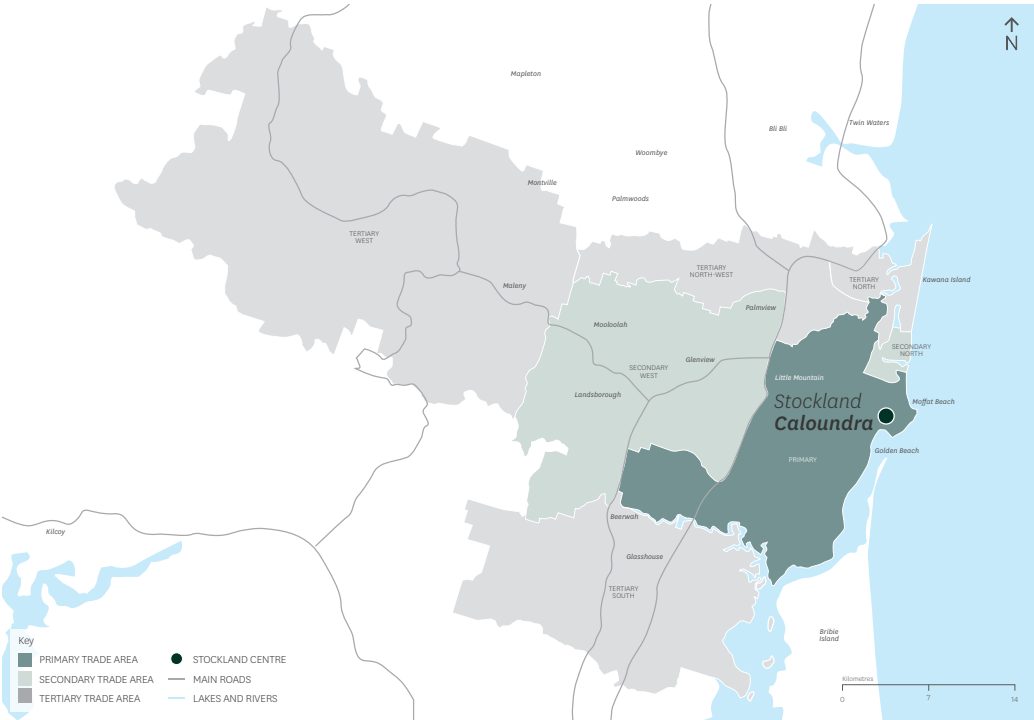 N
Mapleton
Bli Bli
Twin Waters
Woombye
Montville
Palmwoods
TERTIARY
WEST
TERTIARY
NORTH-WEST
TERTIARY
NORTH
Kawana Island
Maleny
Palmview
Mooloolah
SECONDARY
NORTH
Glenview
SECONDARY
WEST
Little Mountain
Landsborough
Stockland
Caloundra
Moffat Beach
Golden Beach
PRIMARY
Beerwah
Kilcoy
Glasshouse
TERTIARY
SOUTH
Bribie
Island
Key
PRIMARY TRADE AREA
SECONDARY TRADE AREA
TERTIARY TRADE AREA
STOCKLAND CENTRE
MAIN ROADS
LAKES AND RIVERS
Kilometres
0 7 14